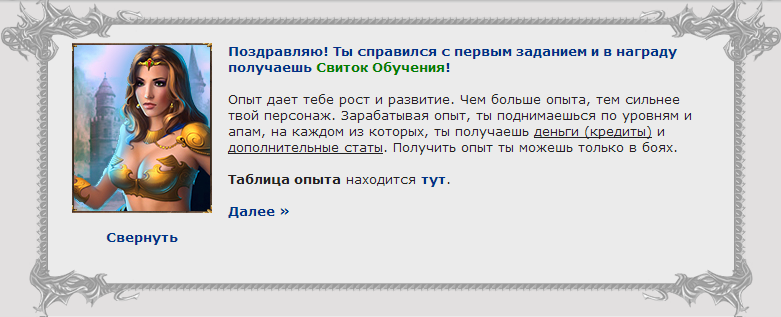 Поздравляю! Ты справился с первым заданием и в награду
получаешь Свиток Обучения!
Опыт дает тебе рост и развитие. Чем больше опыта, тем сильнее
твой персонаж. Зарабатывая опыт, ты поднимаешься по уровням и
апам, на каждом из которых, ты получаешь деньги (кредиты) и
дополнительные статы. Получить опыт ты можешь только в боях.
Таблица опыта находится тут.
Далее »
Свернуть